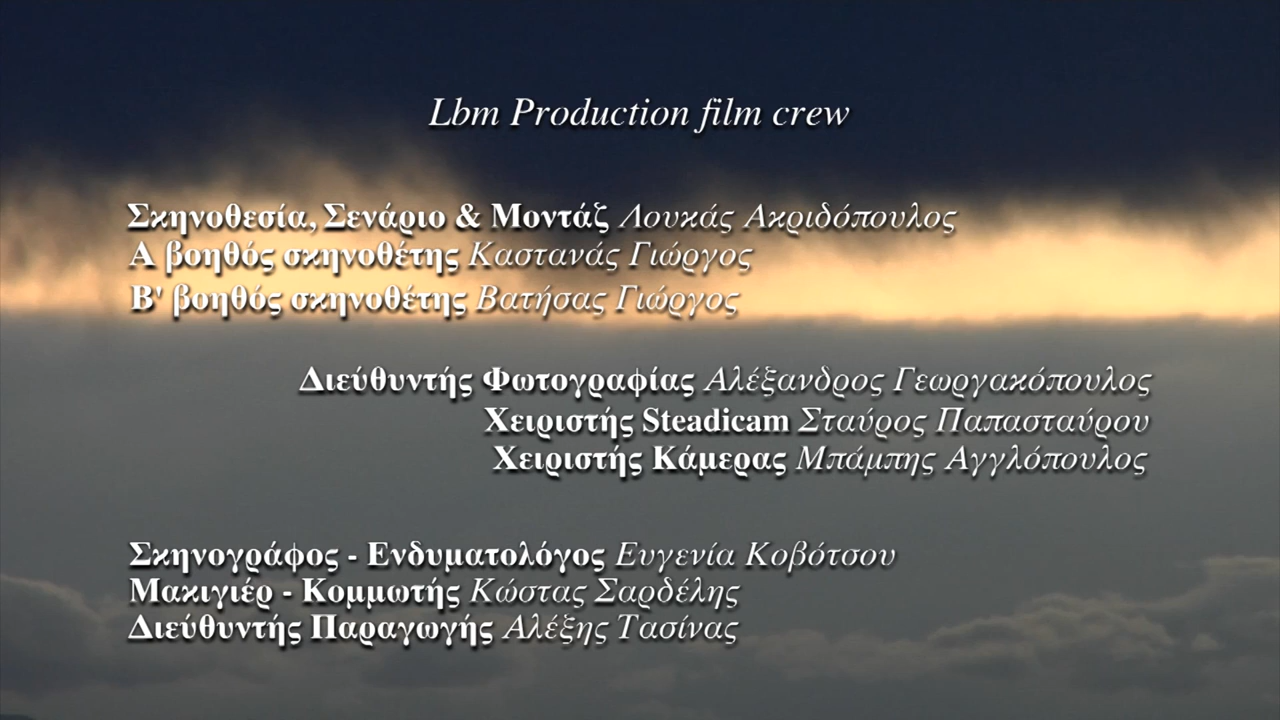 Lbm Production film crew
Σκηνοθεσία, Σενάριο & Μοντάζ Λουκάς Ακριδόπουλος
Α βοηθός σκηνοθέτης Καστανάς Γιώργος
Β' βοηθός σκηνοθέτης Βατήσας Γιώργος
Διεύθυντής Φωτογραφίας Αλέξανδρος Γεωργακόπουλος
Χειριστής Steadicam Σταύρος Παπασταύρου
Χειριστής Κάμερας Μπάμπης Αγγλόπουλος
Σκηνογράφος - Ενδυματολόγος Ευγενία Κοβότσου
Μακιγιέρ - Κομμωτής Κώστας Σαρδέλης
Διεύθυντής Παραγωγής Αλέξης Τασίνας